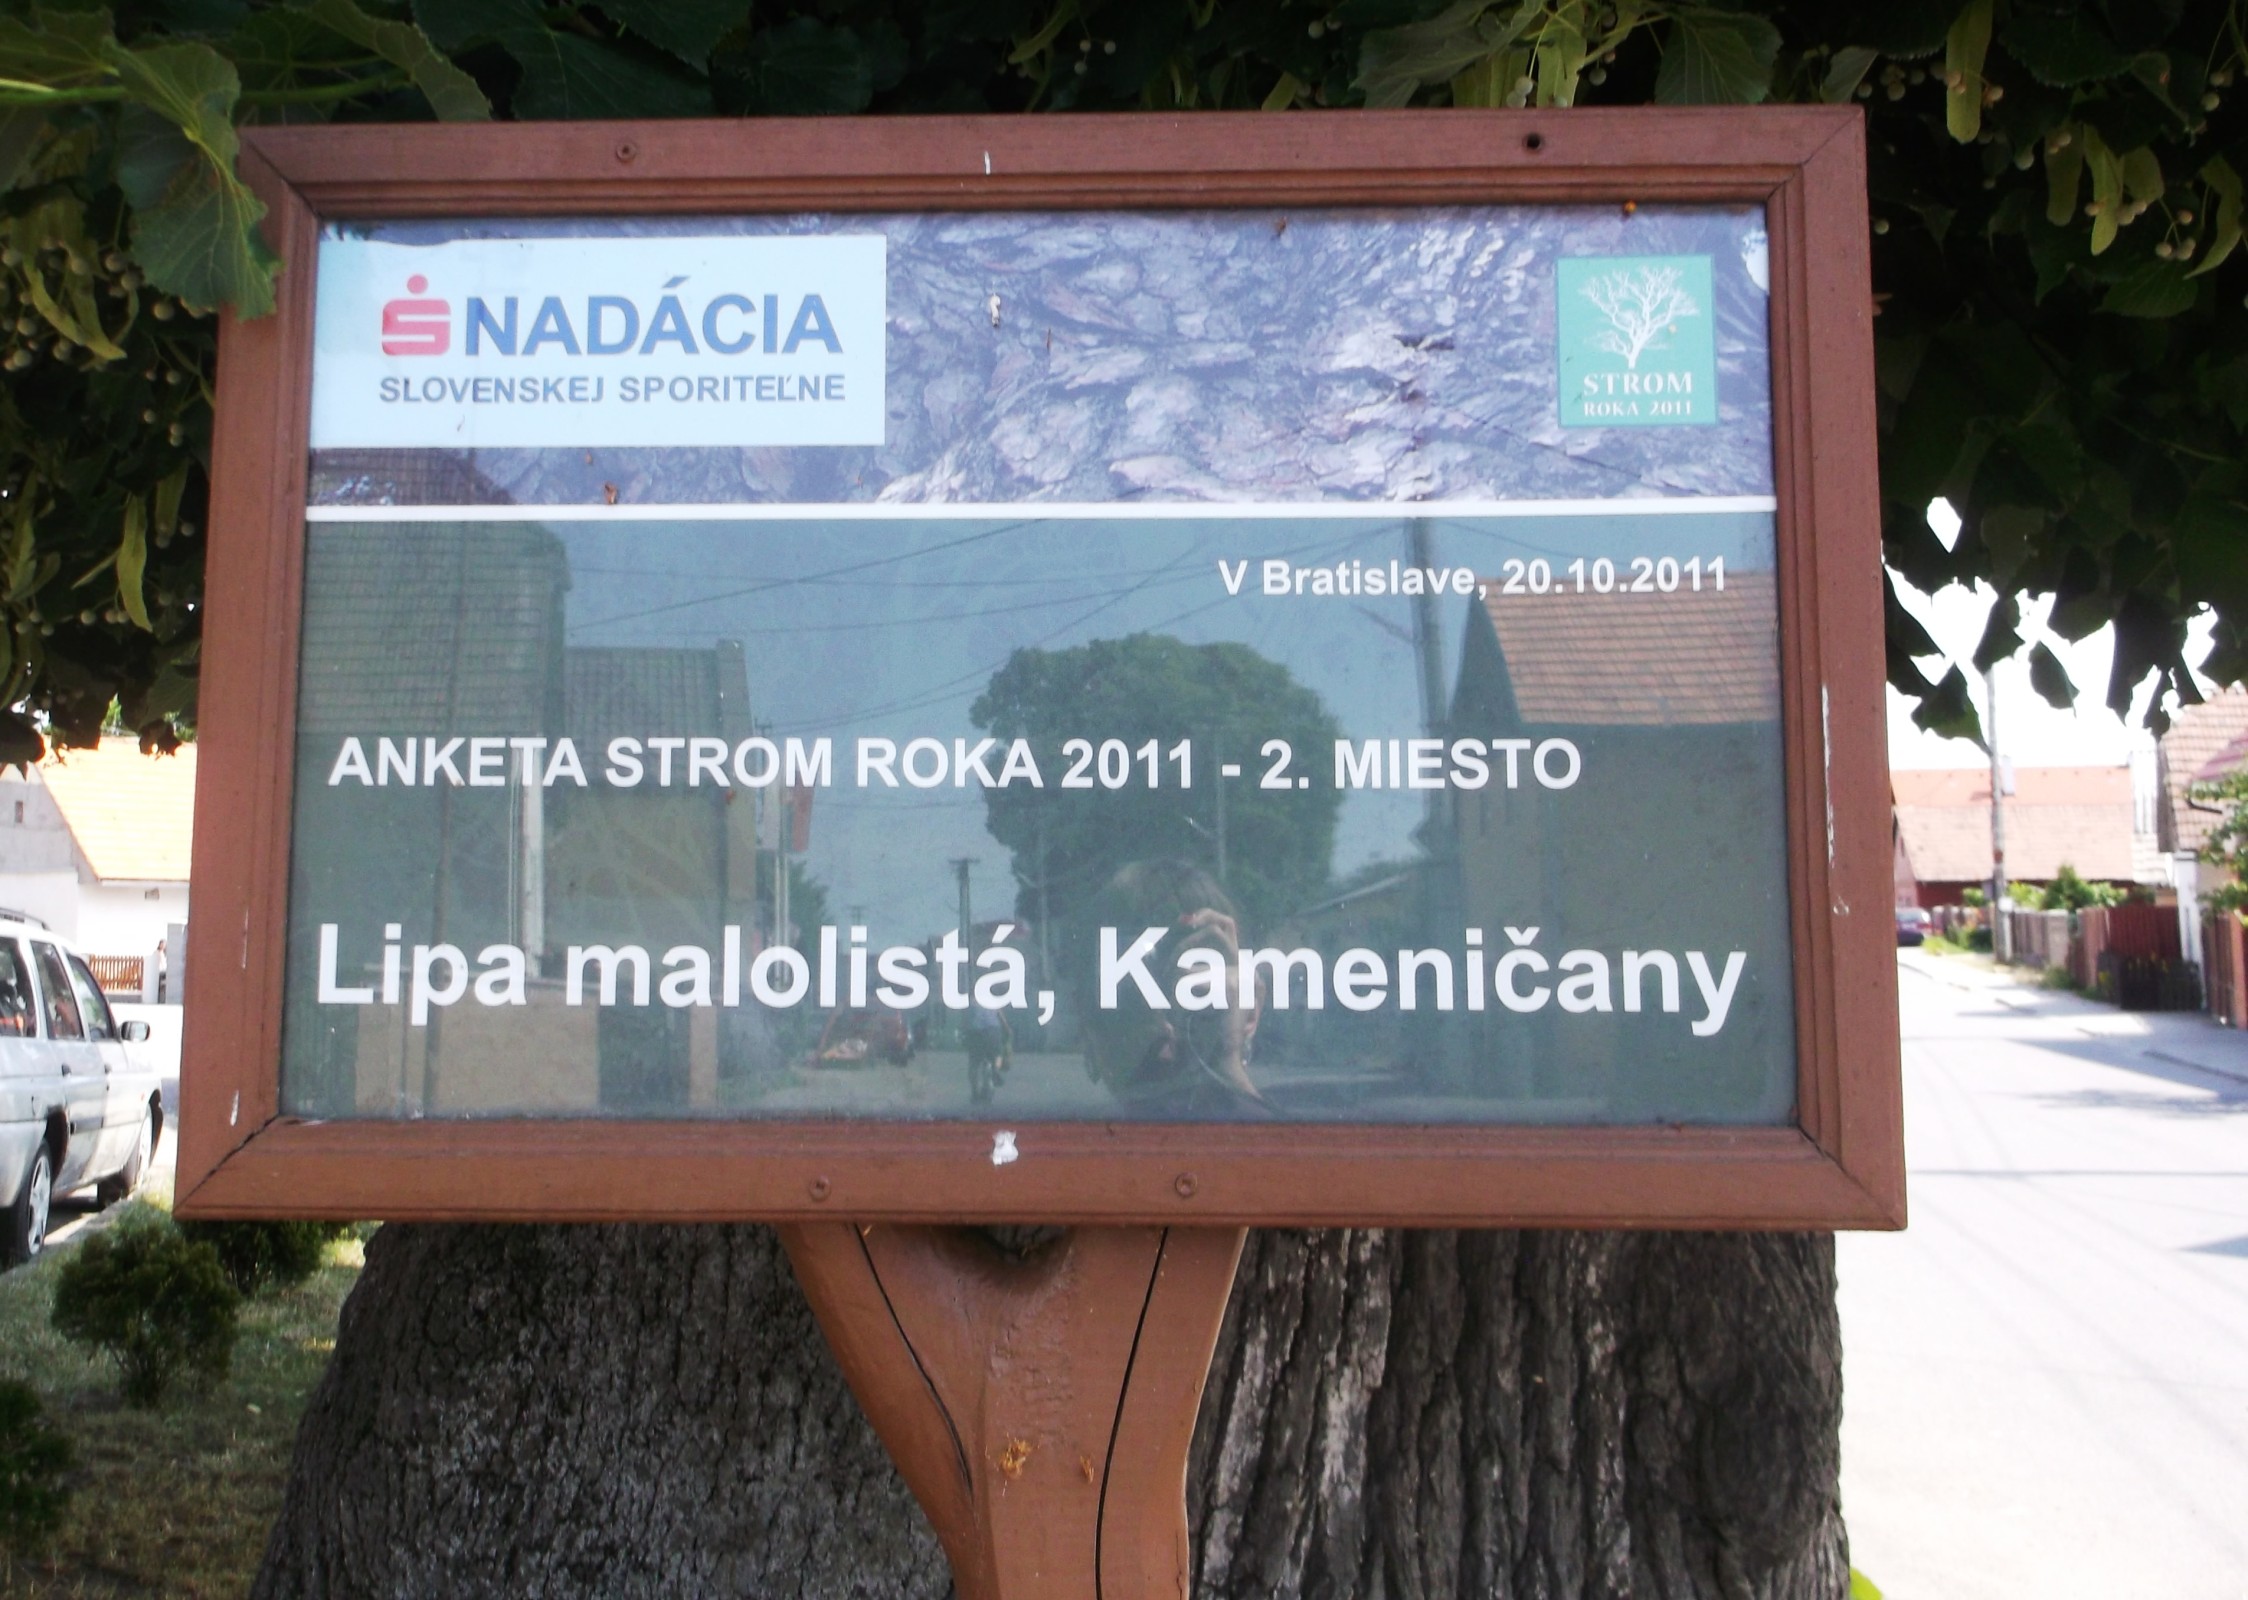 NADÁCIA
SLOVENSKEJ SPORITEĽNE
STROM
ROKA 2011
V Bratislave, 20.10.2011
ANKETA STROM ROKA 2011 - 2. MIESTO
Lipa malolistá, Kameničany